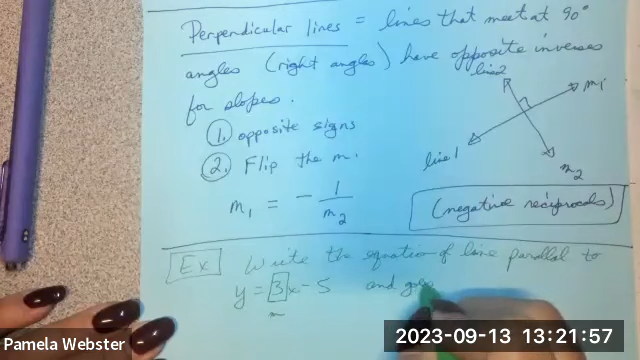 Perpendicular lines = lines that meet at 90°
angles (right angles) have opposite inverses
for slopes.
line2
m1
1. opposite signs
2. Flip the m.
line1
m2
m1 = - 1/m2
(negative reciprocals)
Ex Write the equation of line parallel to
y = 3x - 5 and goes
m
Pamela Webster
2023-09-13 13:21:57